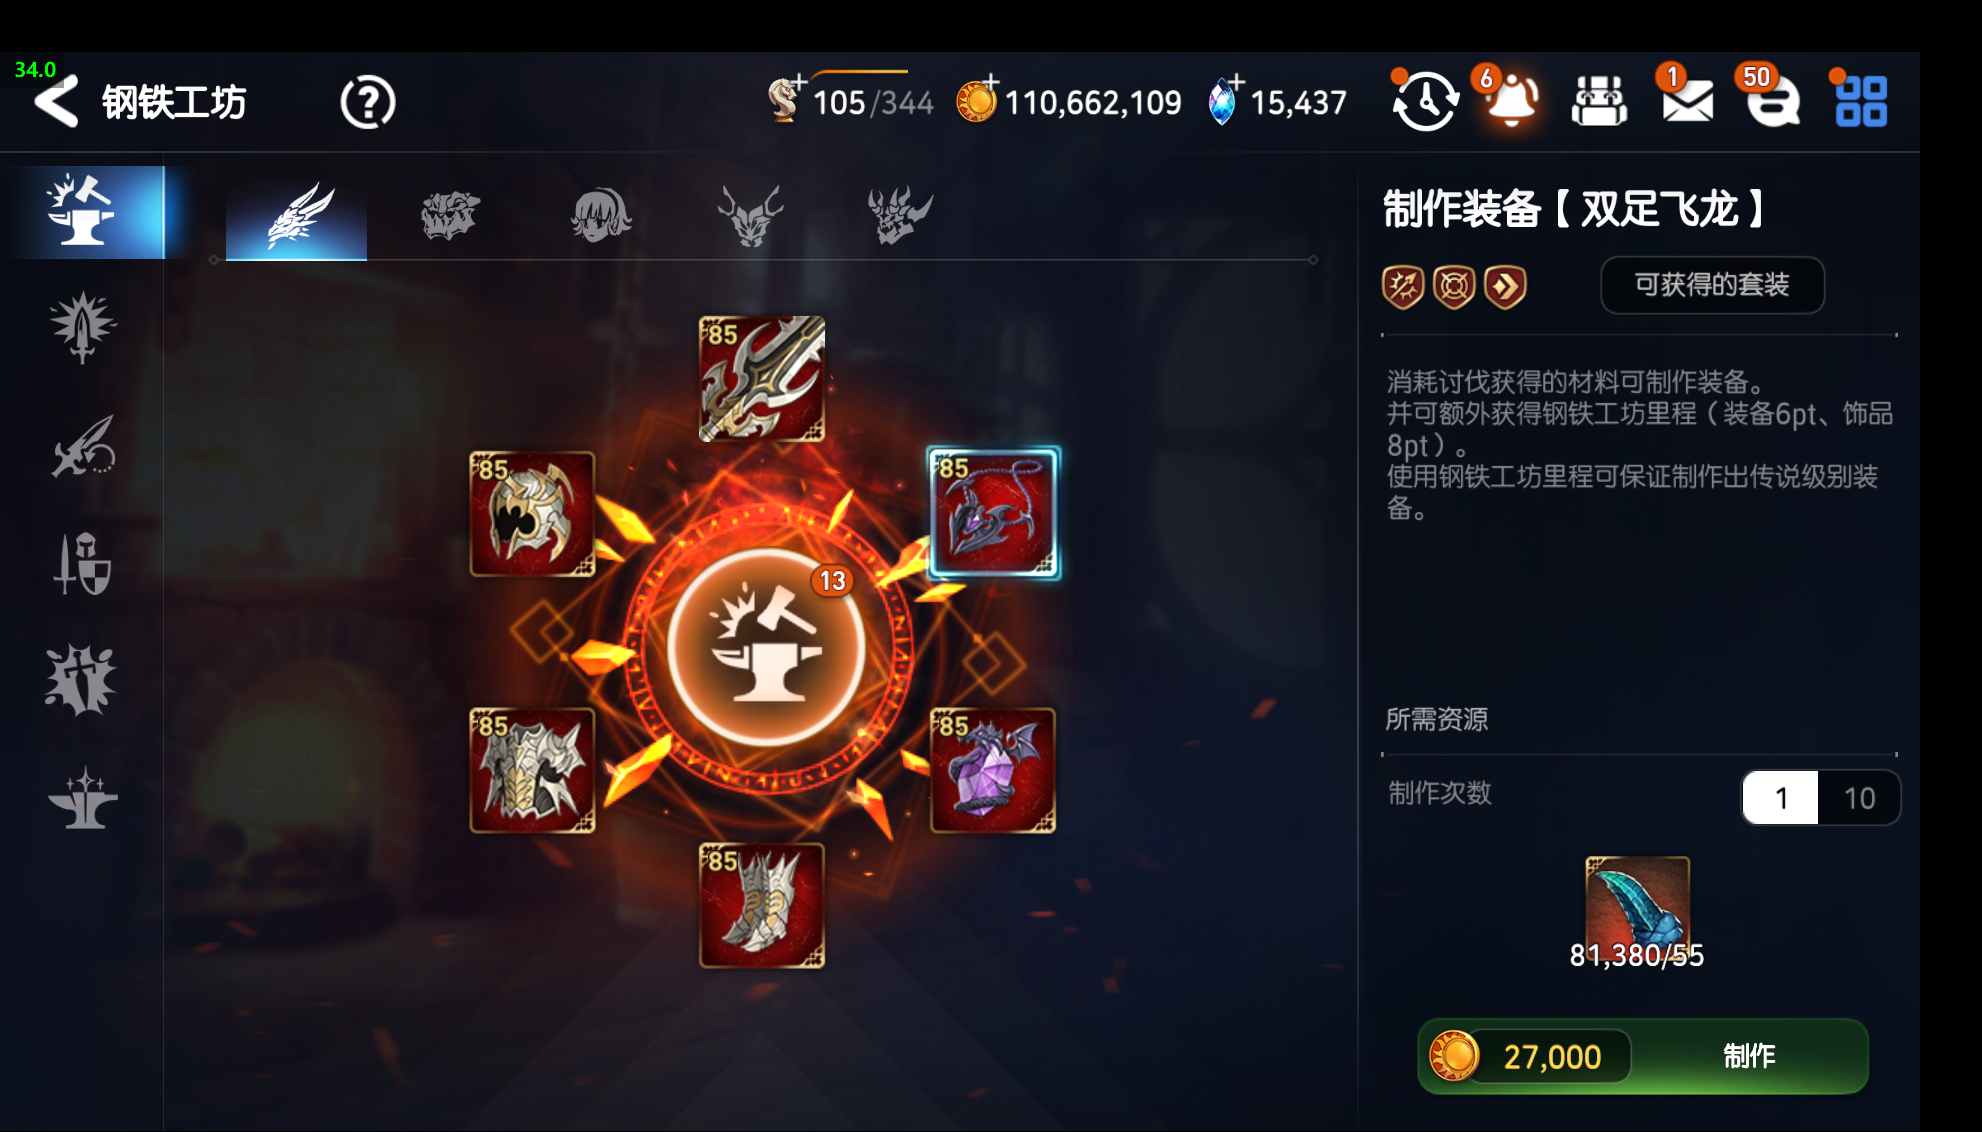 34.0
钢铁工坊
?
105/344
110,662,109
15,437
6
1
50
制作装备【双足飞龙】
可获得的套装
消耗讨伐获得的材料可制作装备。
并可额外获得钢铁工坊里程（装备6pt、饰品
8pt）。
使用钢铁工坊里程可保证制作出传说级别装
备。
85
85
85
13
85
85
85
所需资源
制作次数
1
10
81,380/55
27,000
制作